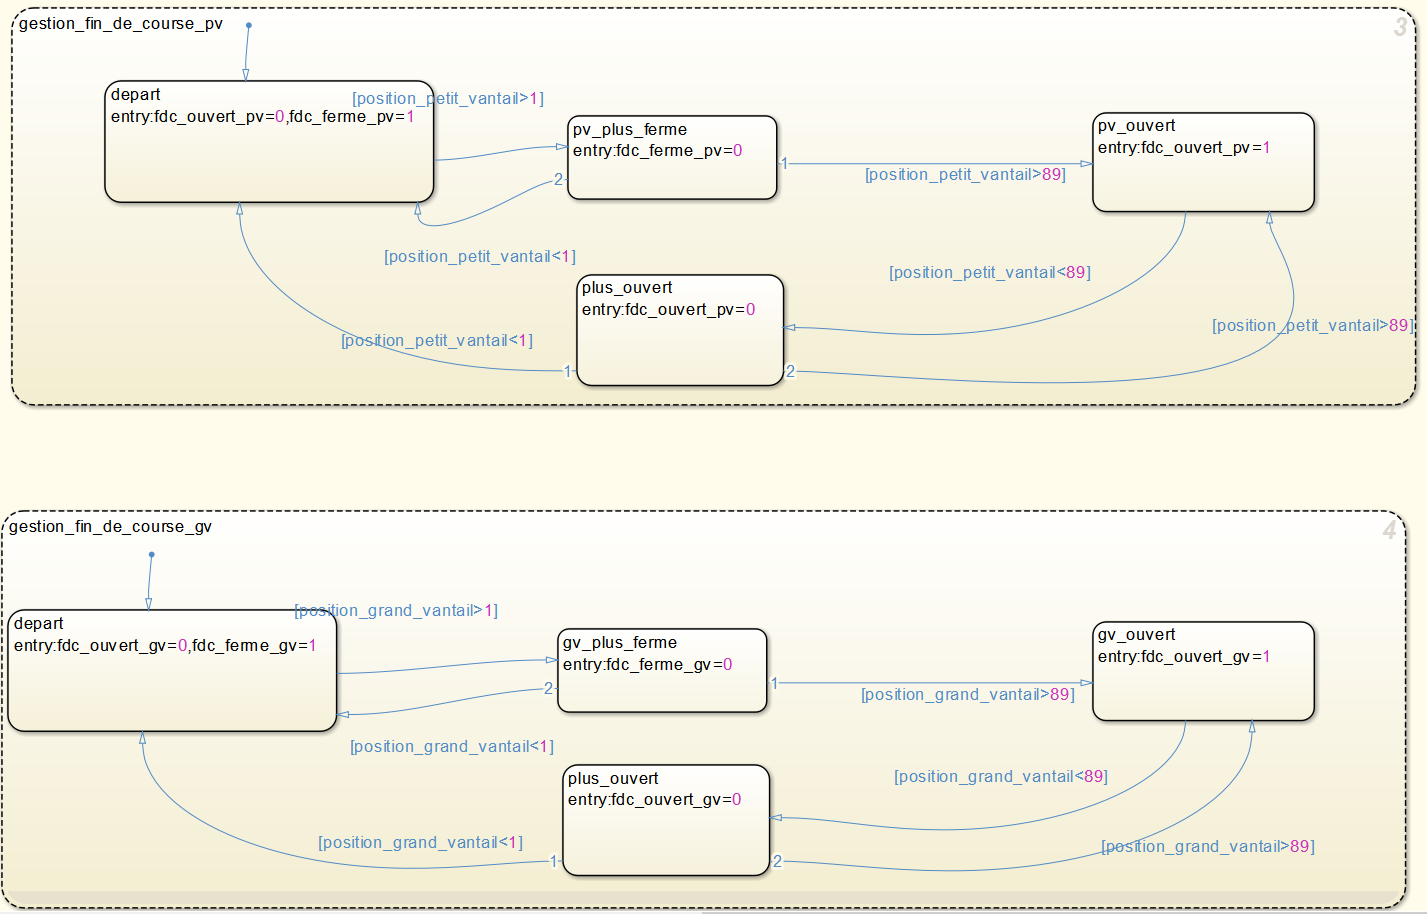 gestion_fin_de_course_pv
3
depart
entry:fdc_ouvert_pv=0,fdc_ferme_pv=1
[position_petit_vantail>1]
pv_plus_ferme
entry:fdc_ferme_pv=0
1
2
[position_petit_vantail>89]
pv_ouvert
entry:fdc_ouvert_pv=1
[position_petit_vantail<1]
[position_petit_vantail<89]
plus_ouvert
entry:fdc_ouvert_pv=0
[position_petit_vantail>89]
[position_petit_vantail<1]
1
2
gestion_fin_de_course_gv
4
depart
entry:fdc_ouvert_gv=0,fdc_ferme_gv=1
[position_grand_vantail>1]
gv_plus_ferme
entry:fdc_ferme_gv=0
1
2
[position_grand_vantail>89]
gv_ouvert
entry:fdc_ouvert_gv=1
[position_grand_vantail<1]
[position_grand_vantail<89]
plus_ouvert
entry:fdc_ouvert_gv=0
[position_grand_vantail<1]
[position_grand_vantail>89]
1
2